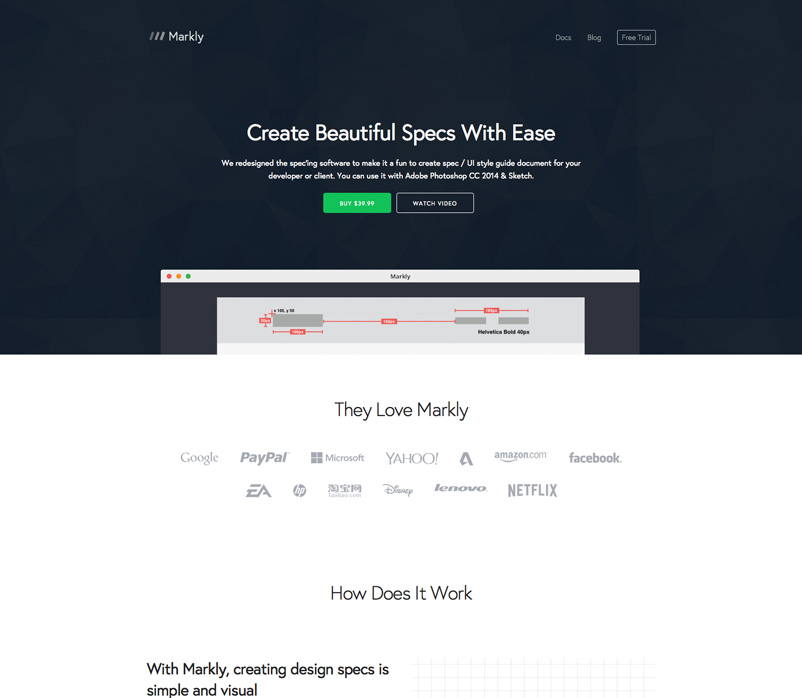 Markly
Docs Blog Free Trial
Create Beautiful Specs With Ease
We redesigned the spec'ing software to make it a fun to create spec / UI style guide document for your
developer or client. You can use it with Adobe Photoshop CC 2014 & Sketch.
BUY $39.99 WATCH VIDEO
Markly
x 100, y 50
Helvetica Bold 40px
They Love Markly
Google PayPal Microsoft YAHOO! amazon.com facebook.
EA hp 淘宝网 Taobao.com Disney lenovo NETFLIX
How Does It Work
With Markly, creating design specs is
simple and visual